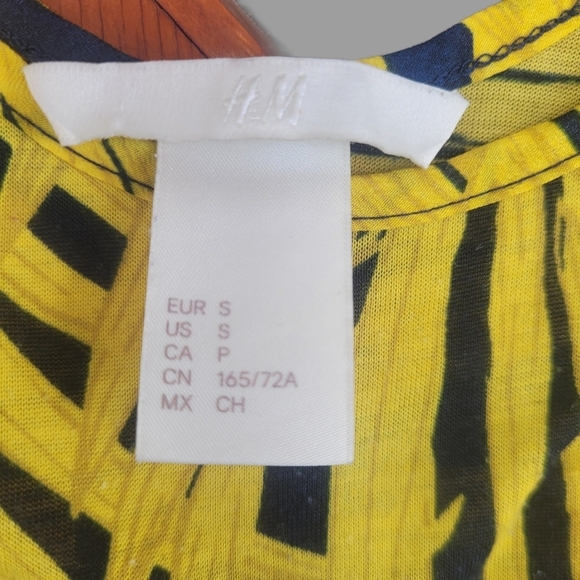 H&M
EUR S
US S
CA P
CN 165/72A
MX CH